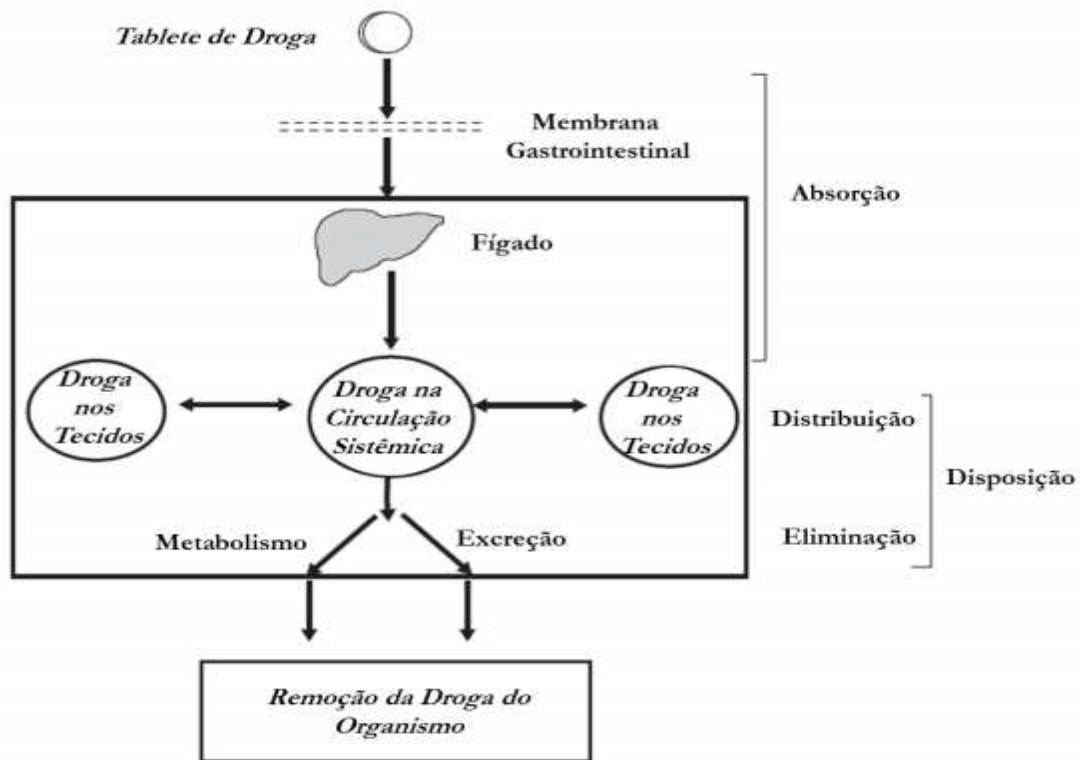 Tablete de Droga
Membrana
Gastrointestinal
Absorção
Fígado
Droga
nos
Tecidos
Droga na
Circulação
Sistêmica
Droga
nos
Tecidos
Distribuição
Disposição
Metabolismo
Excreção
Eliminação
Remoção da Droga do
Organismo